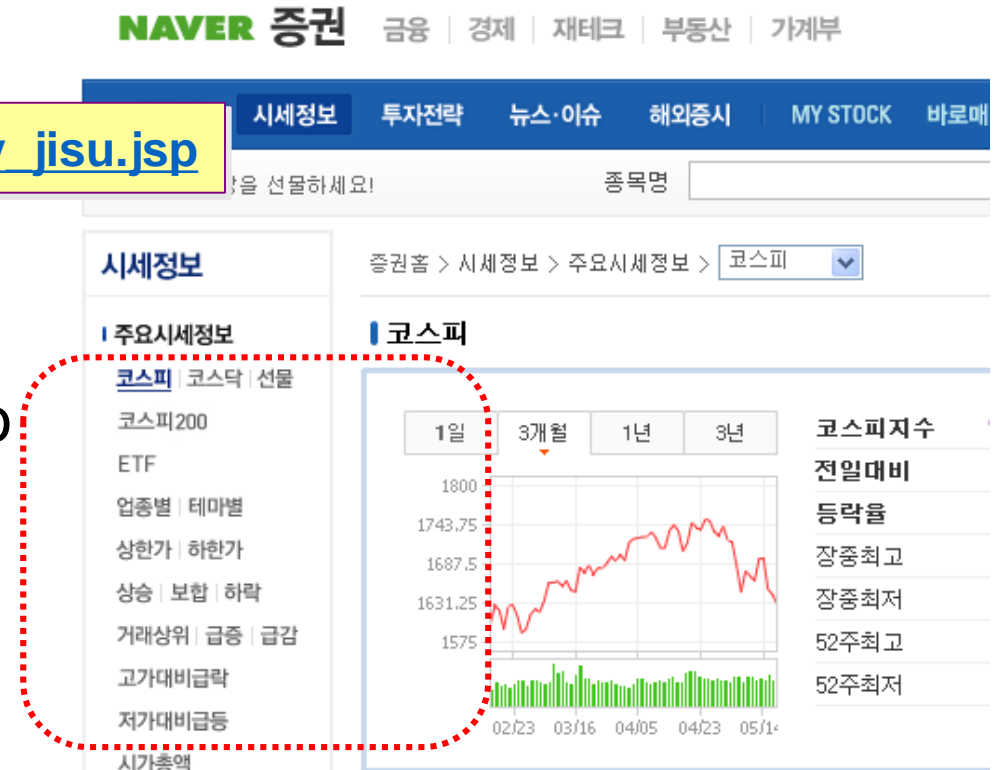 NAVER 증권 금융 경제 재테크 부동산 가계부
시세정보 투자전략 뉴스·이슈 해외증시 MY STOCK 바로매
_jisu.jsp
을 선물하세요! 종목명
시세정보
증권홈 > 시세정보 > 주요시세정보 > 코스피
주요시세정보
코스피
코스피 코스닥 선물
코스피200
ETF
업종별 테마별
상한가 하한가
상승 보합 하락
거래상위 급증 급감
고가대비급락
저가대비급등
시가총액
1일 3개월 1년 3년
1800
1743.75
1687.5
1631.25
1575
02/23 03/16 04/05 04/23 05/14
코스피지수
전일대비
등락율
장중최고
장중최저
52주최고
52주최저